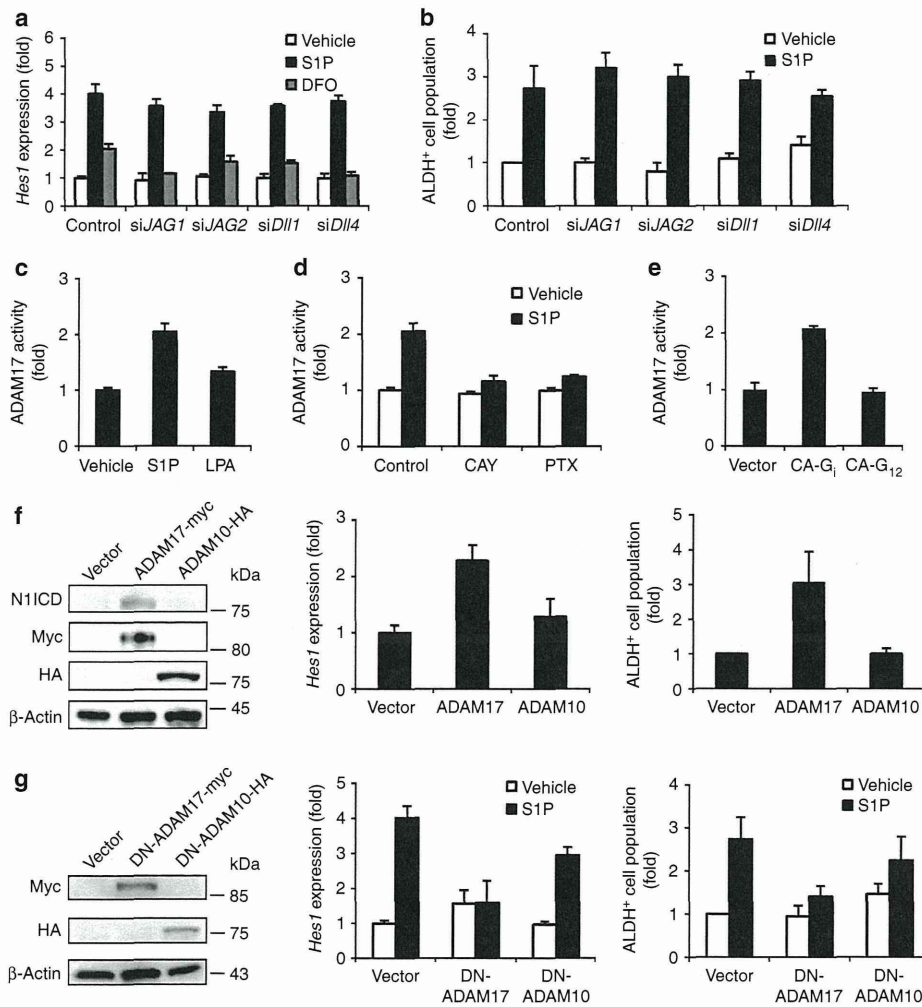 a
Hes1 expression (fold)
6
5
4
3
2
1
0
Vehicle
S1P
DFO
Control siJAG1 siJAG2 siDll1 siDll4
b
ALDH+ cell population
(fold)
4
3
2
1
0
Vehicle
S1P
Control siJAG1 siJAG2 siDll1 siDll4
c
ADAM17 activity
(fold)
3
2
1
0
Vehicle S1P LPA
d
ADAM17 activity
(fold)
3
2
1
0
Vehicle
S1P
Control CAY PTX
e
ADAM17 activity
(fold)
3
2
1
0
Vector CA-Gi CA-G12
f
Vector ADAM17-myc ADAM10-HA
kDa
N1ICD 75
Myc 80
HA 75
β-Actin 45
Hes1 expression (fold)
3
2
1
0
Vector ADAM17 ADAM10
ALDH+ cell population
(fold)
5
4
3
2
1
0
Vector ADAM17 ADAM10
g
Vector DN-ADAM17-myc DN-ADAM10-HA
kDa
Myc 85
HA 75
β-Actin 43
Hes1 expression (fold)
5
4
3
2
1
0
Vehicle
S1P
Vector DN- DN-
ADAM17 ADAM10
ALDH+ cell population
(fold)
4
3
2
1
0
Vehicle
S1P
Vector DN- DN-
ADAM17 ADAM10